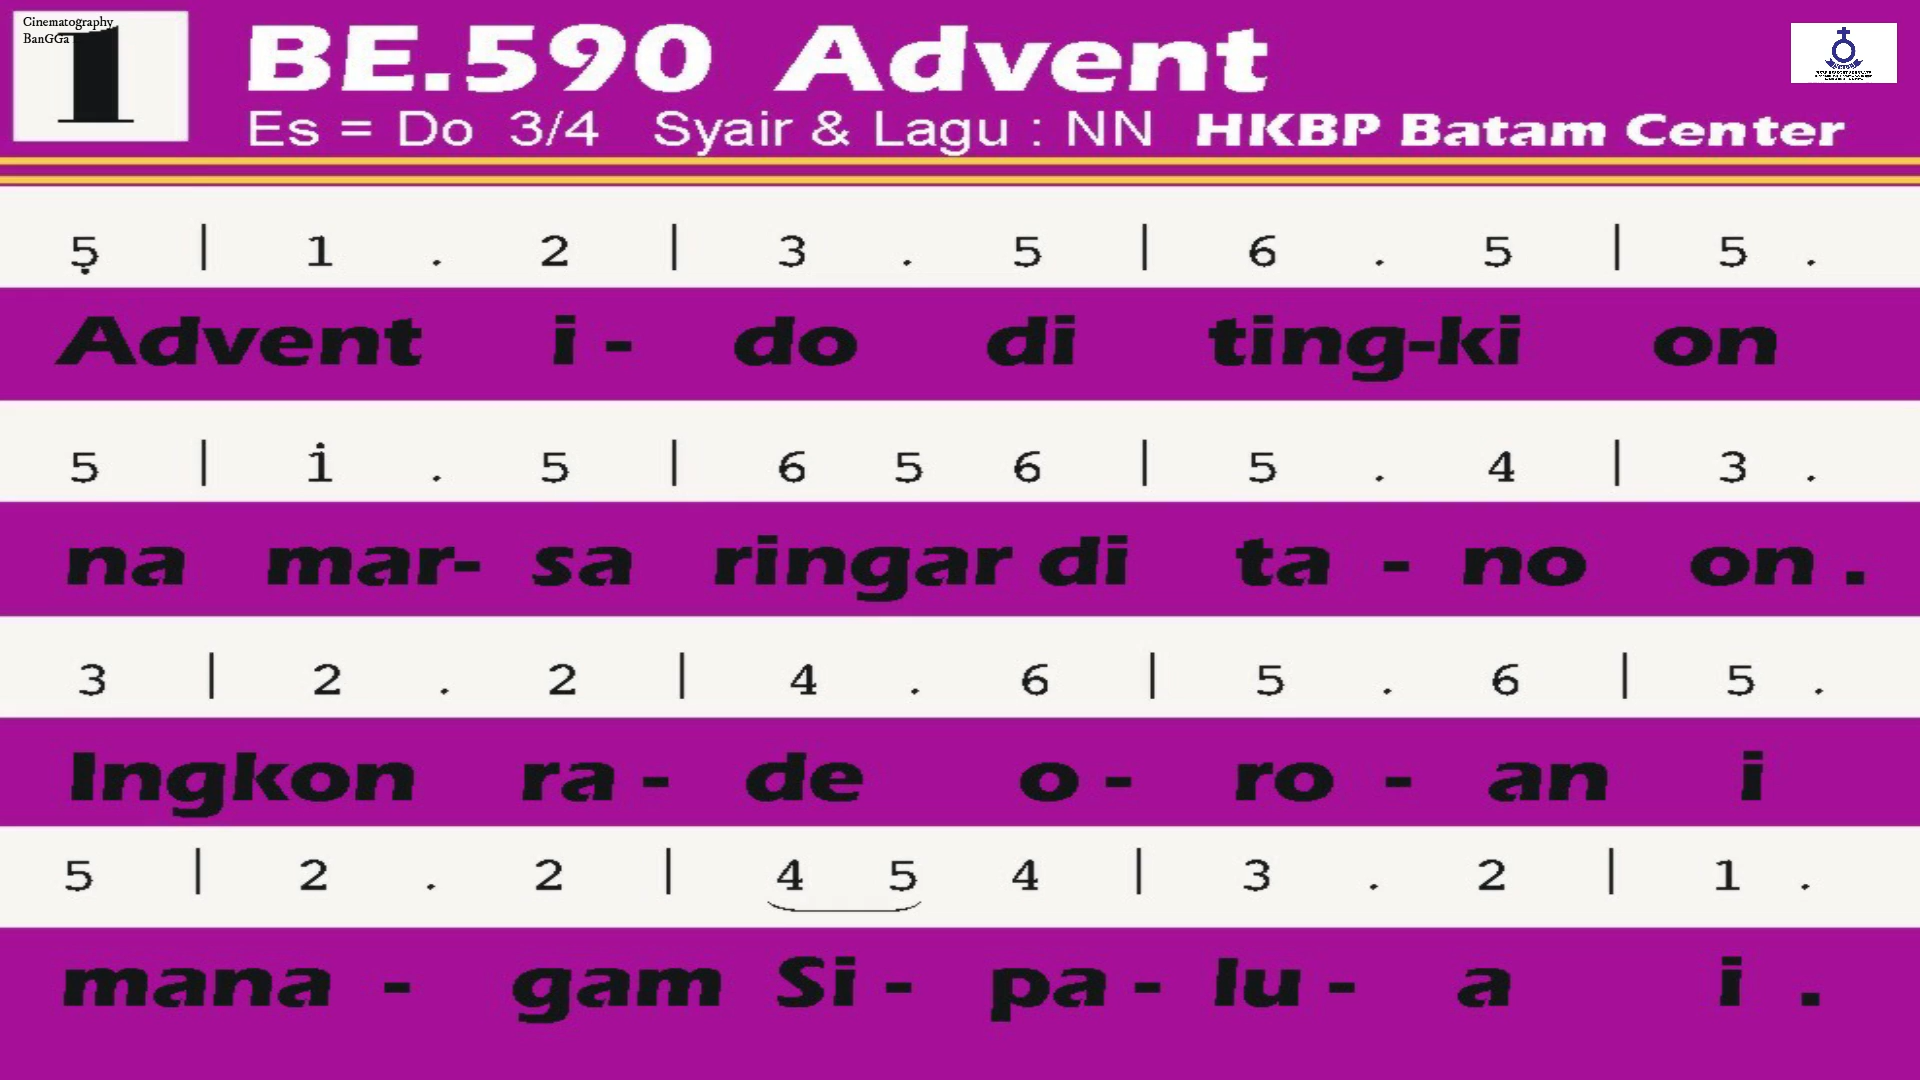 Cinematography
BanGGa
1
BE.590 Advent
Es = Do 3/4 Syair & Lagu : NN HKBP Batam Center
5̣ | 1 . 2 | 3 . 5 | 6 . 5 | 5 .
Advent i - do di ting-ki on
5 | 1̇ . 5 | 6 5 6 | 5 . 4 | 3 .
na mar- sa ringar di ta - no on .
3 | 2 . 2 | 4 . 6 | 5 . 6 | 5 .
Ingkon ra - de o - ro - an i
5 | 2 . 2 | 4 5 4 | 3 . 2 | 1 .
mana - gam Si - pa - lu - a i .